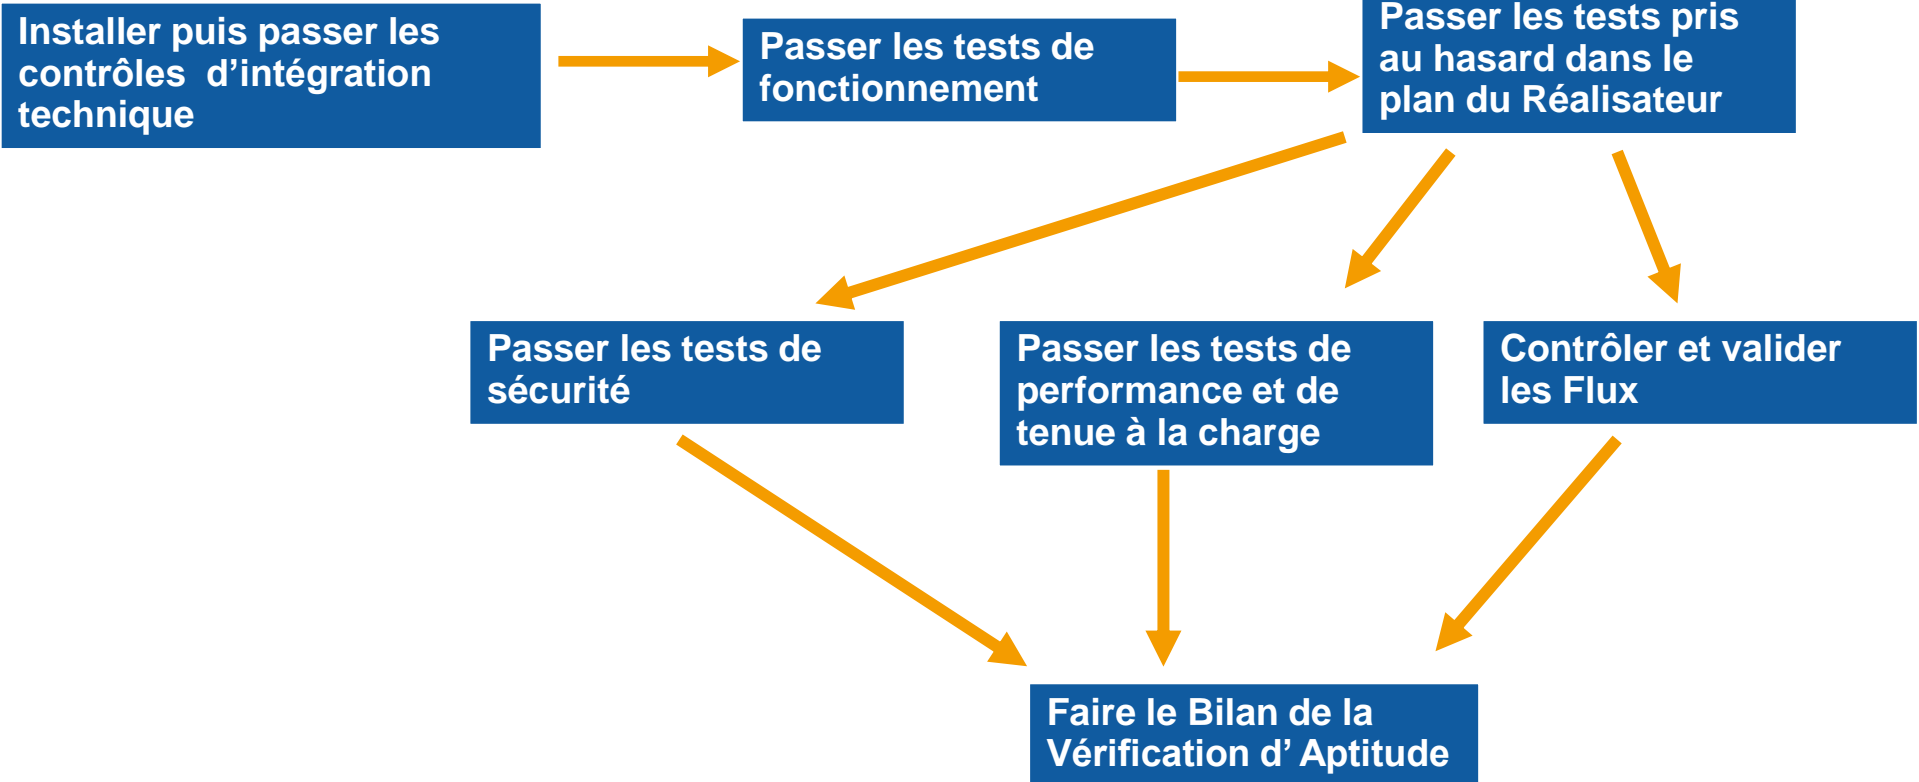 Installer puis passer les
contrôles  d’intégration
technique
Passer les tests de
fonctionnement
Passer les tests pris
au hasard dans le
plan du Réalisateur
Passer les tests de
sécurité
Passer les tests de
performance et de
tenue à la charge
Contrôler et valider
les Flux
Faire le Bilan de la
Vérification d’ Aptitude